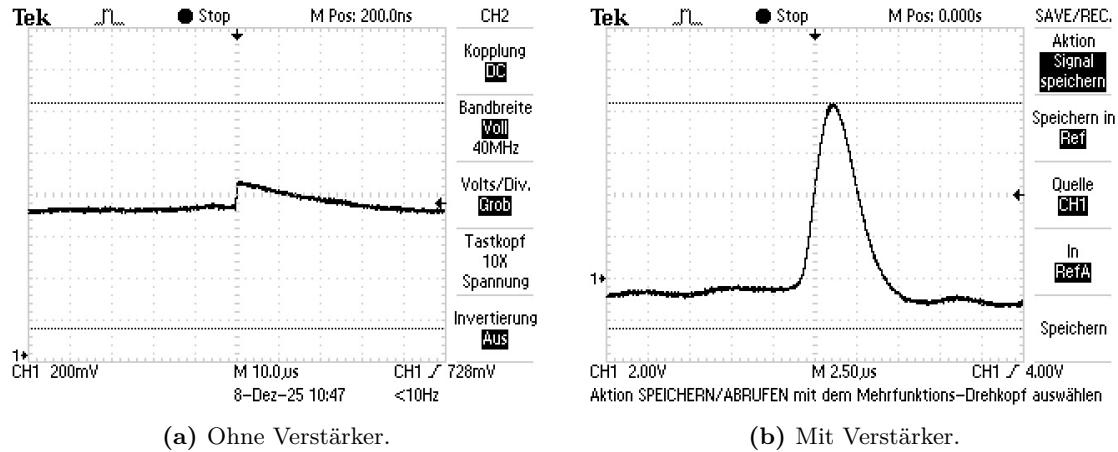 Tek Stop M Pos: 200.0ns CH2
Kopplung
DC
Bandbreite
Voll
40MHz
Volts/Div.
Grob
Tastkopf
10X
Spannung
Invertierung
Aus
1
CH1 200mV M 10.0µs CH1 728mV
8-Dez-25 10:47 <10Hz
(a) Ohne Verstärker.
Tek Stop M Pos: 0.000s SAVE/REC.
Aktion
Signal
speichern
Speichern in
Ref
Quelle
CH1
In
RefA
Speichern
1
CH1 2.00V M 2.50µs CH1 4.00V
Aktion SPEICHERN/ABRUFEN mit dem Mehrfunktions-Drehkopf auswählen
(b) Mit Verstärker.